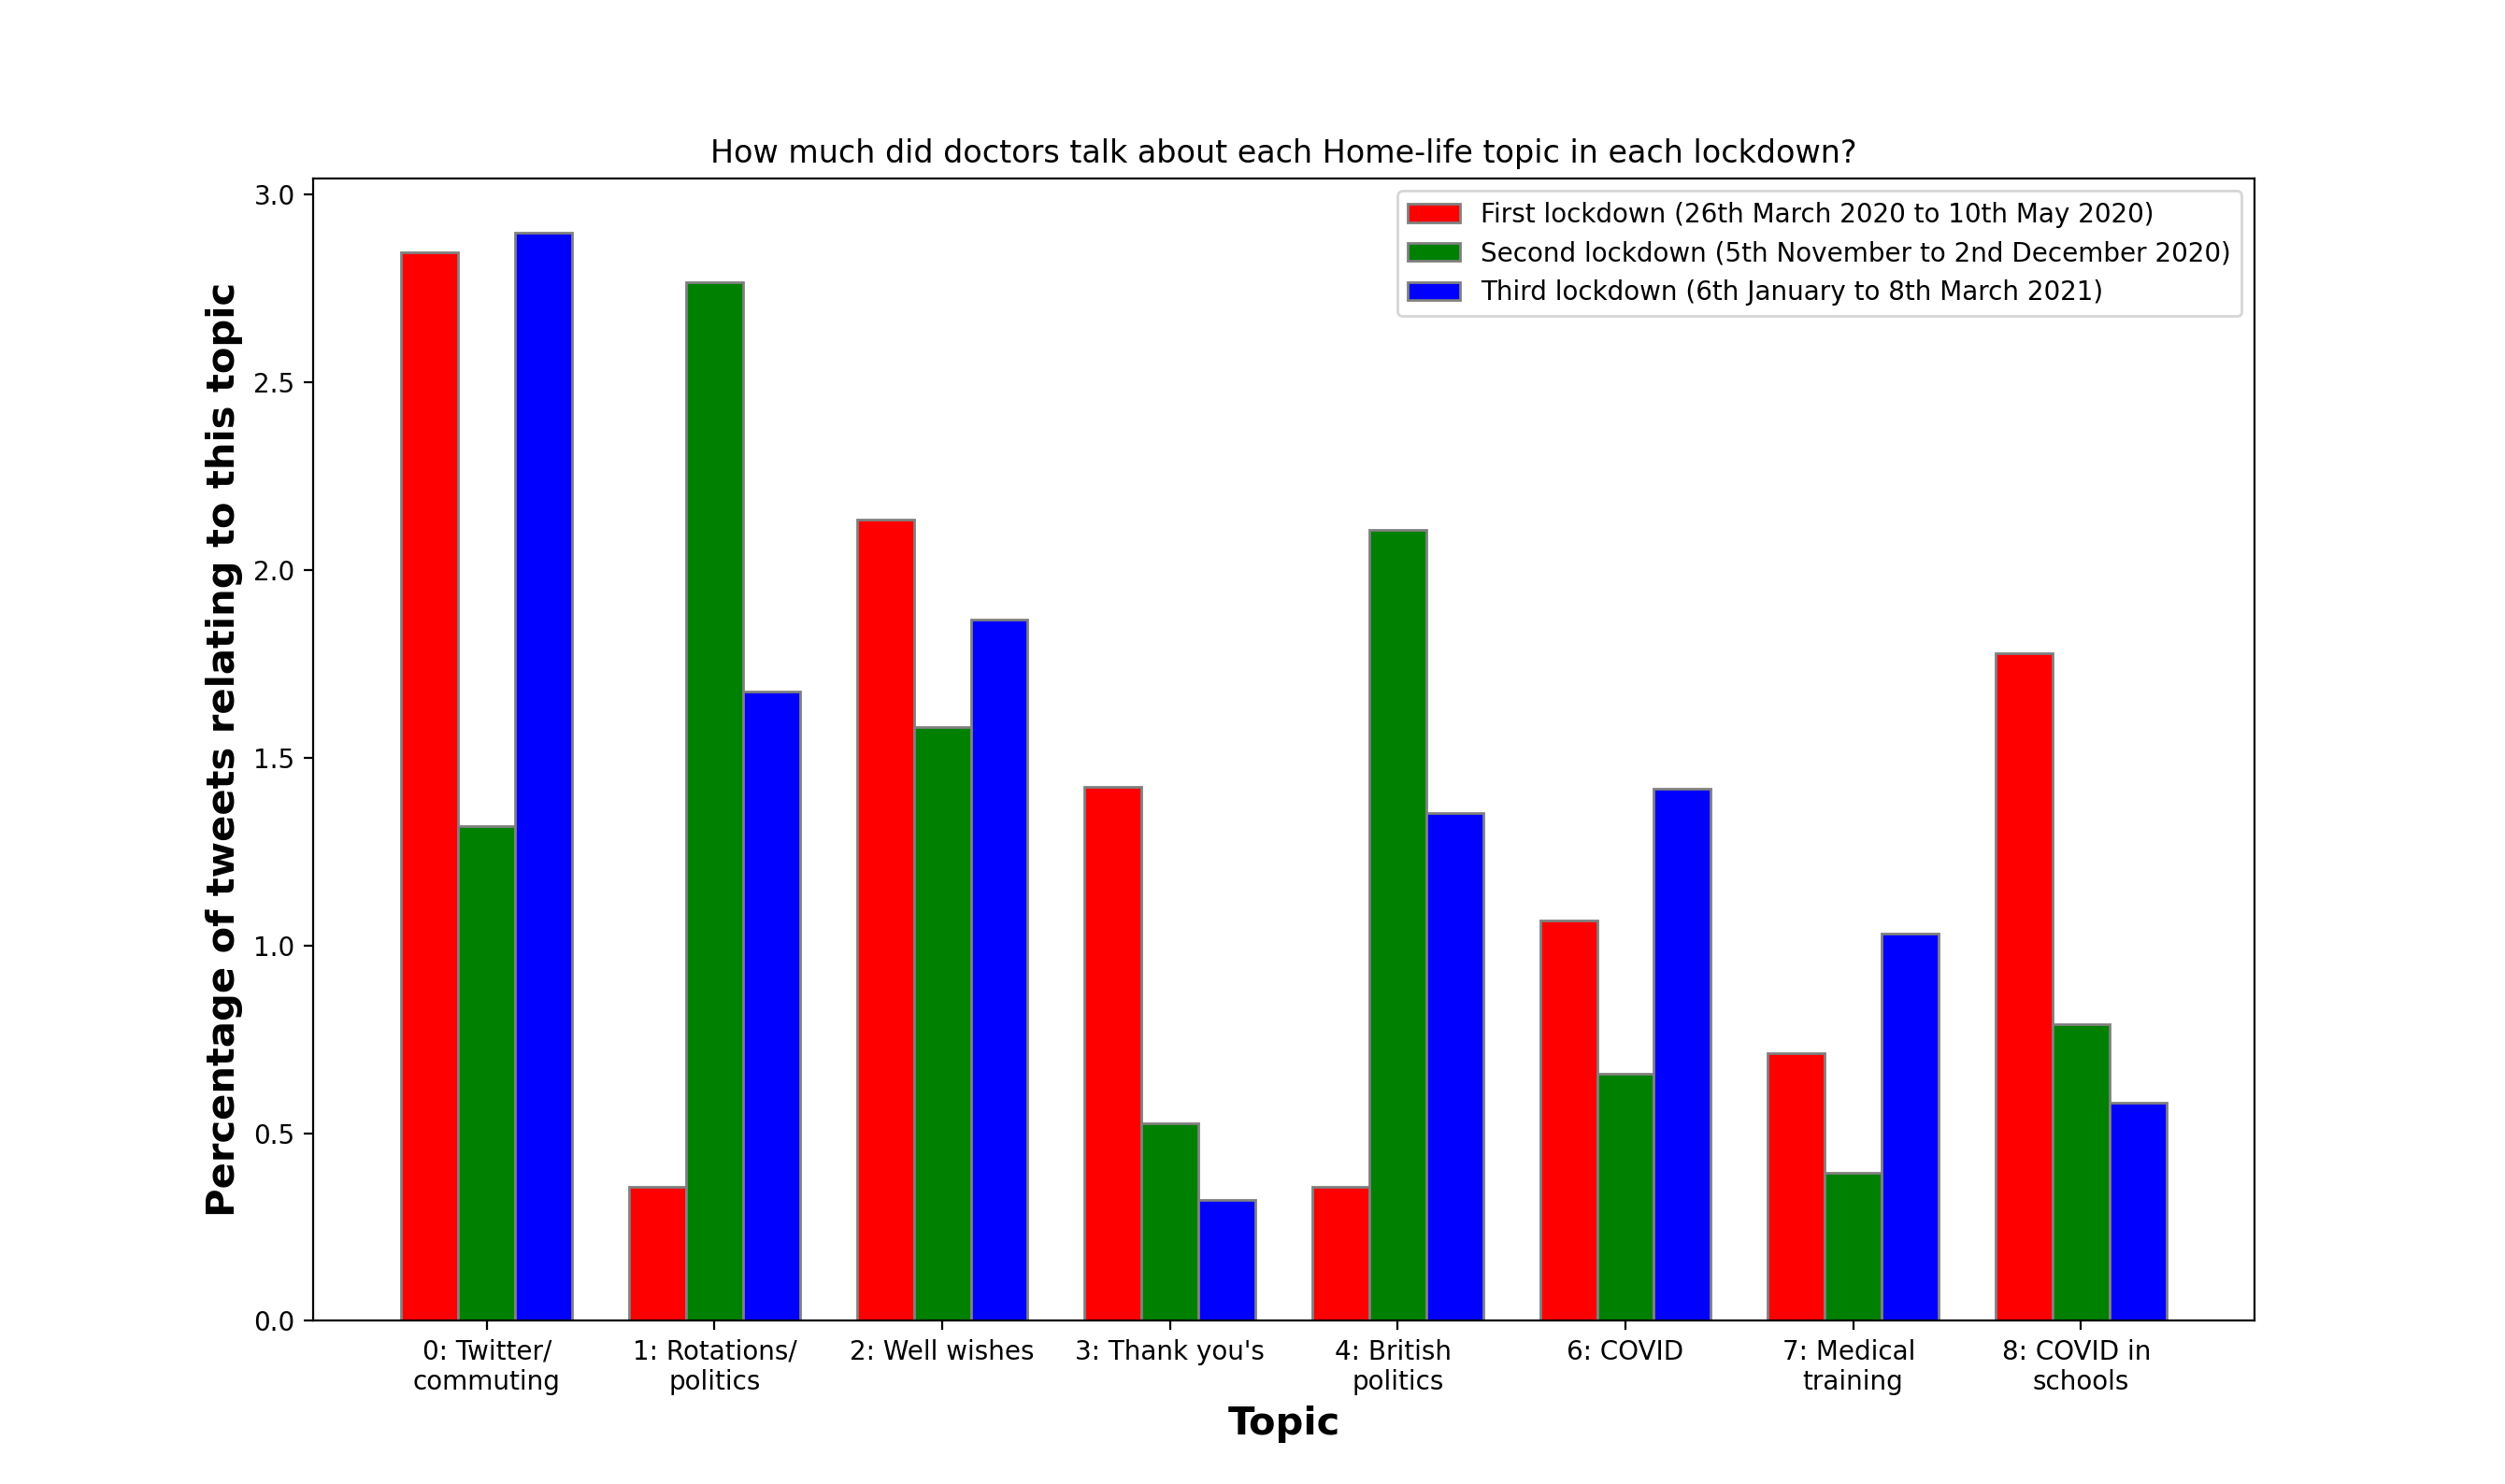 How much did doctors talk about each Home-life topic in each lockdown?
First lockdown (26th March 2020 to 10th May 2020)
Second lockdown (5th November to 2nd December 2020)
Third lockdown (6th January to 8th March 2021)
Percentage of tweets relating to this topic
3.0
2.5
2.0
1.5
1.0
0.5
0.0
0: Twitter/
commuting
1: Rotations/
politics
2: Well wishes
3: Thank you's
4: British
politics
6: COVID
7: Medical
training
8: COVID in
schools
Topic